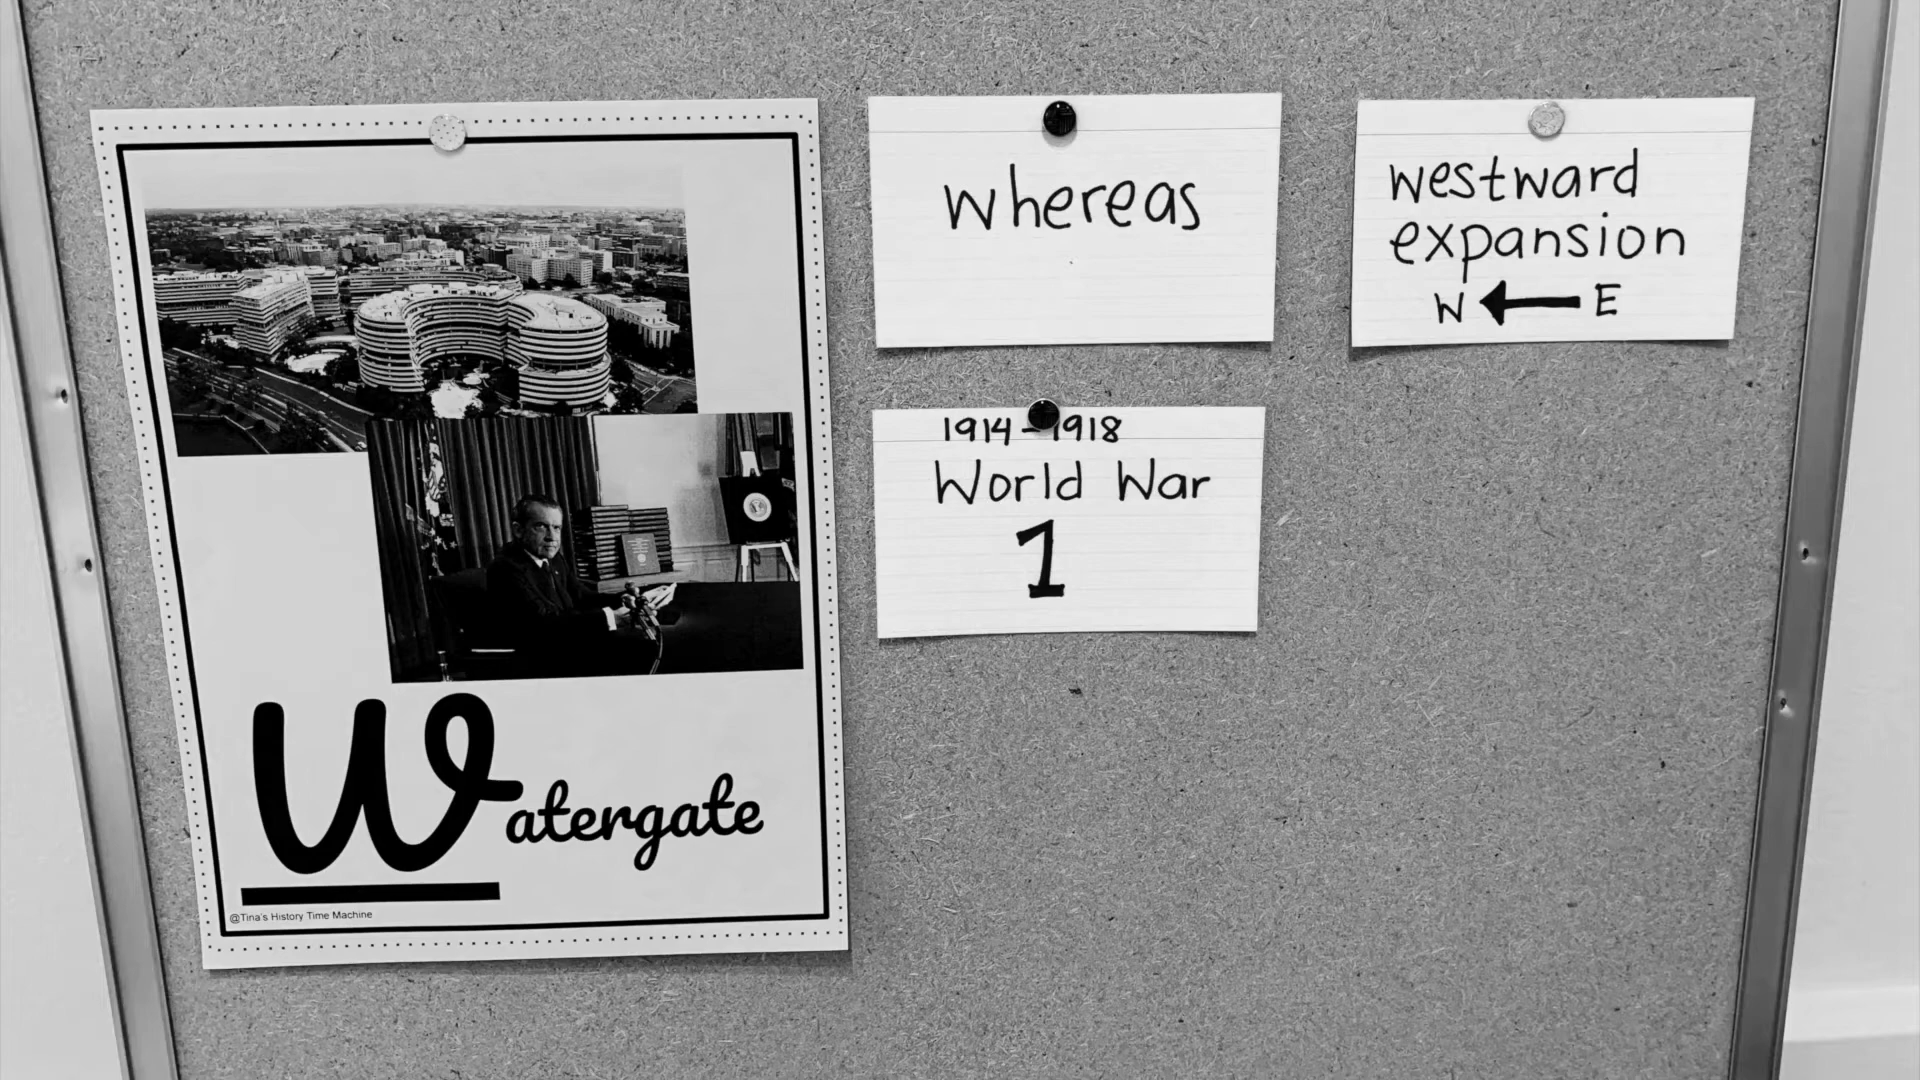 Watergate
@Tina's History Time Machine
whereas
westward
expansion
W ← E
1914-1918
World War
1